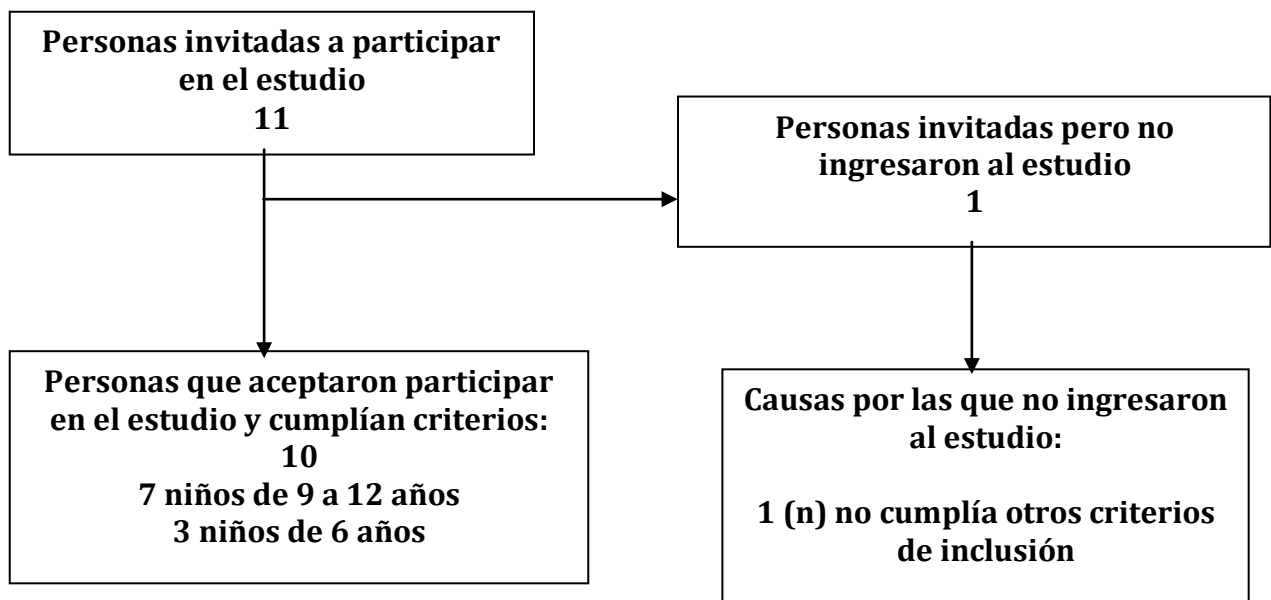 Personas invitadas a participar
en el estudio
11
Personas invitadas pero no
ingresaron al estudio
1
Personas que aceptaron participar
en el estudio y cumplían criterios:
10
7 niños de 9 a 12 años
3 niños de 6 años
Causas por las que no ingresaron
al estudio:
1 (n) no cumplía otros criterios
de inclusión